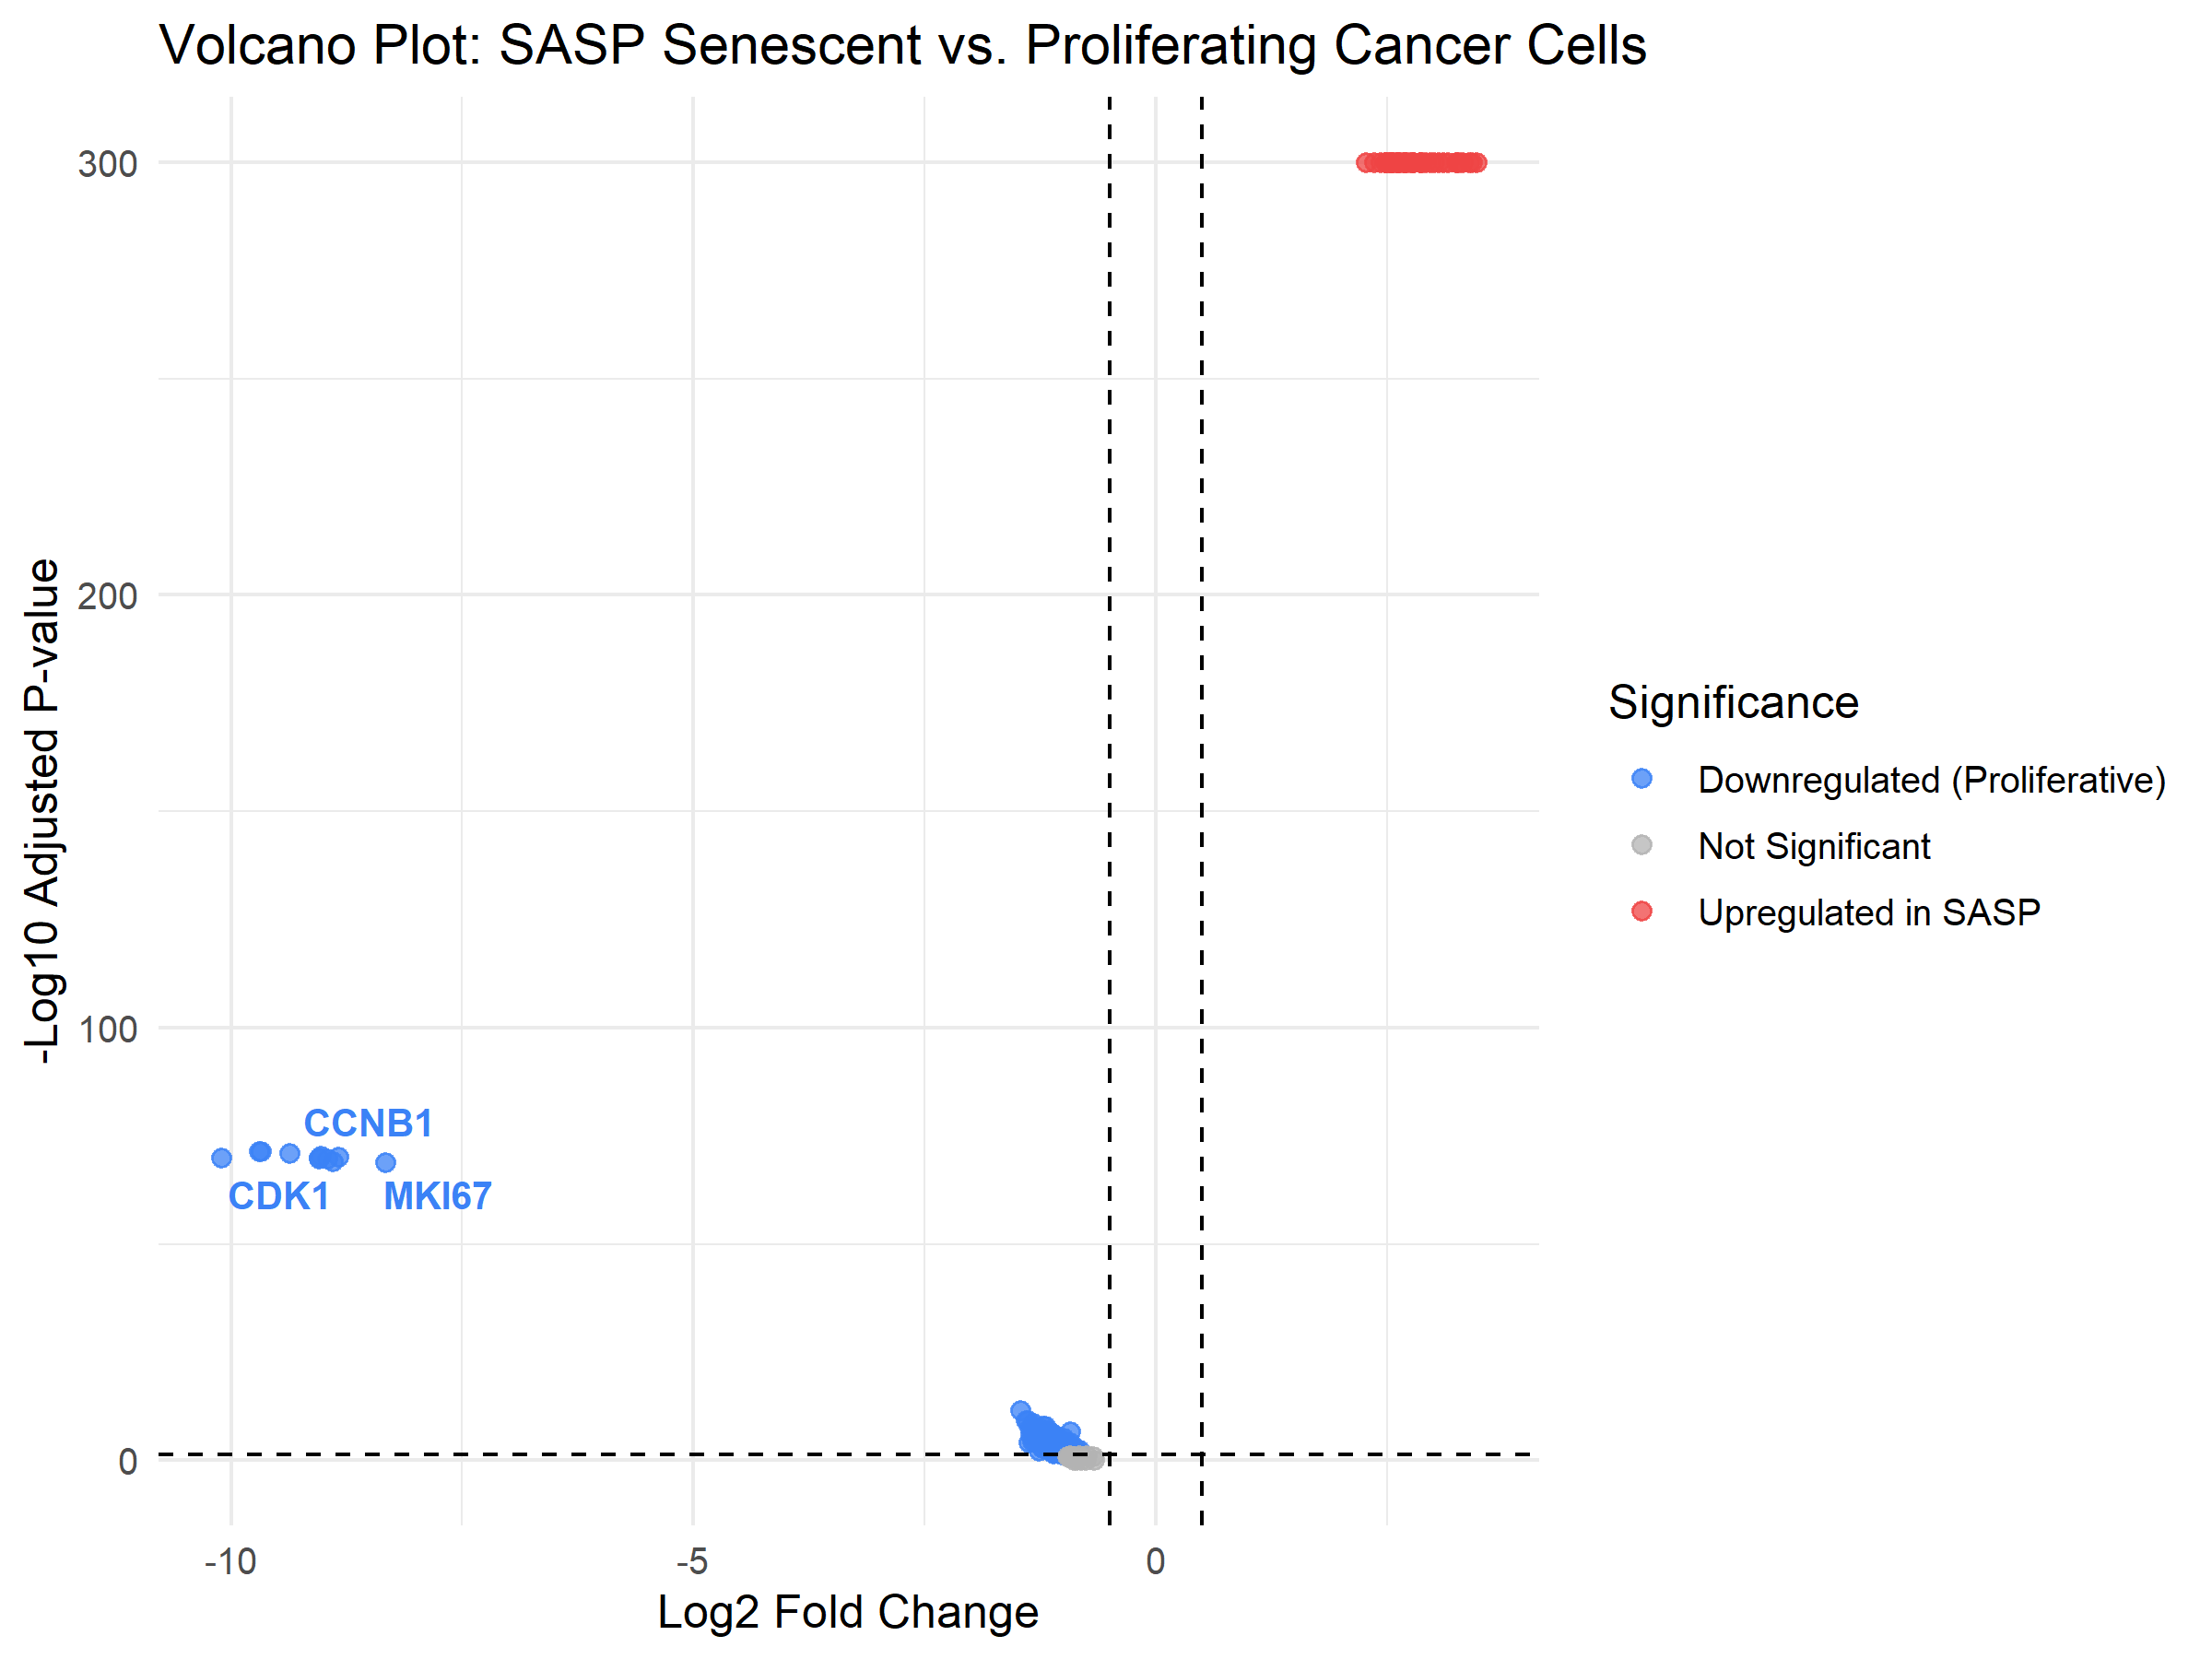 Volcano Plot: SASP Senescent vs. Proliferating Cancer Cells
-Log10 Adjusted P-value
300
200
100
0
CCNB1
CDK1
MKI67
-10
-5
0
Log2 Fold Change
Significance
Downregulated (Proliferative)
Not Significant
Upregulated in SASP